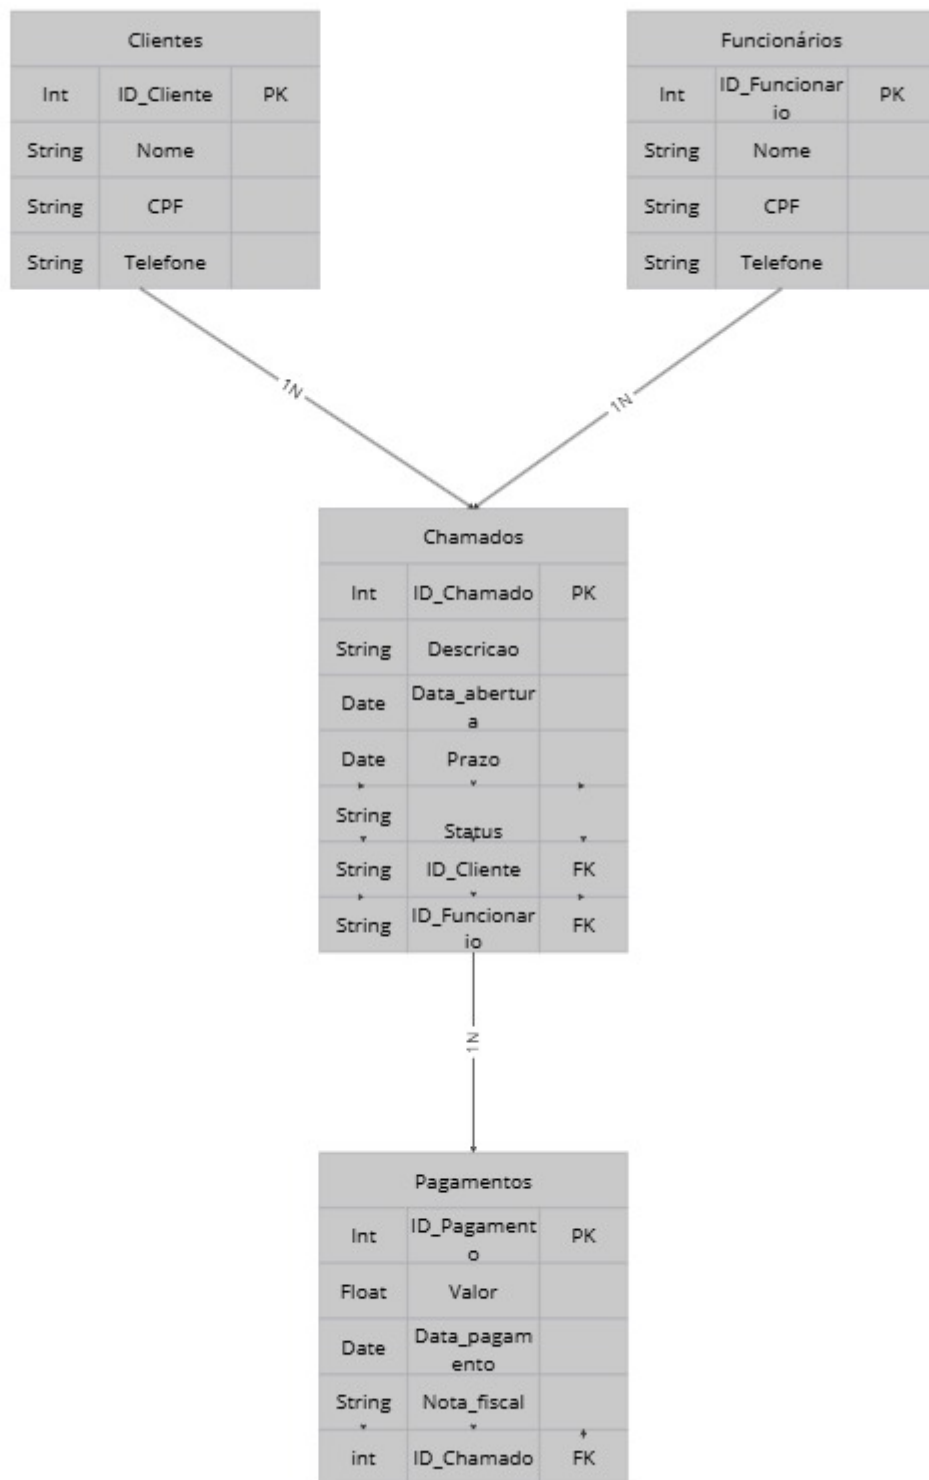 Clientes
Int ID_Cliente PK
String Nome
String CPF
String Telefone
Funcionários
Int ID_Funcionar
io PK
String Nome
String CPF
String Telefone
1N
1N
Chamados
Int ID_Chamado PK
String Descricao
Date Data_abertur
a
Date Prazo
String Status
String ID_Cliente FK
String ID_Funcionar
io FK
1N
Pagamentos
Int ID_Pagament
o PK
Float Valor
Date Data_pagam
ento
String Nota_fiscal
int ID_Chamado FK